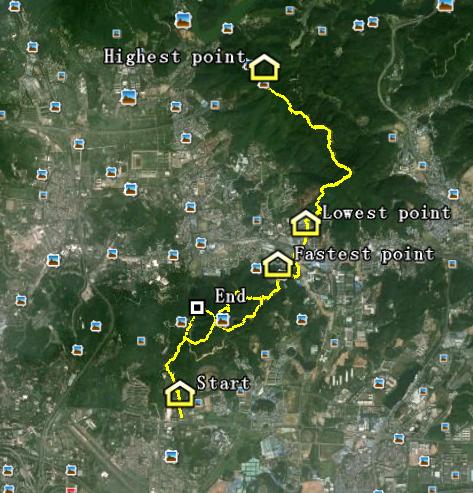 Highest point
Lowest point
Fastest point
End
Start